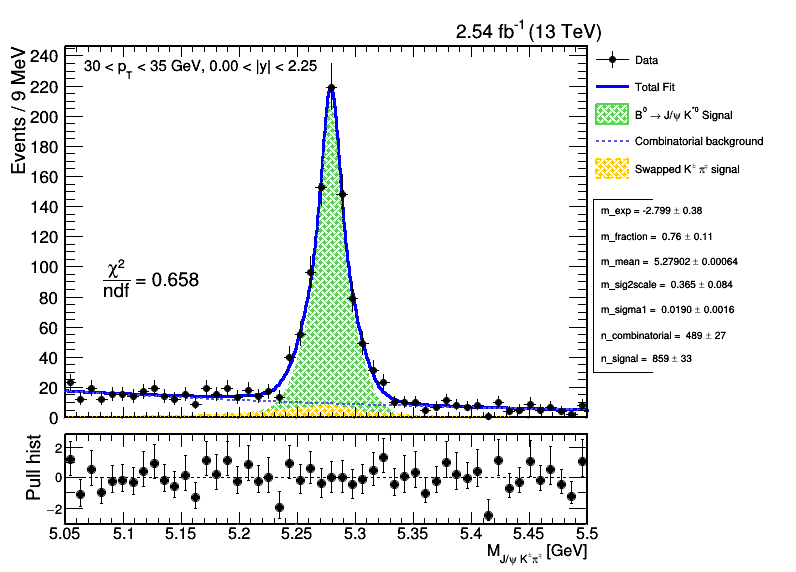 2.54 fb⁻¹ (13 TeV)
Events / 9 MeV
30 < p_T < 35 GeV, 0.00 < |y| < 2.25
240
220
200
180
160
140
120
100
80
60
40
20
0
χ²/ndf = 0.658
Data
Total Fit
B⁰ → J/ψ K*⁰ Signal
Combinatorial background
Swapped K± π∓ signal
m_exp = -2.799 ± 0.38
m_fraction = 0.76 ± 0.11
m_mean = 5.27902 ± 0.00064
m_sig2scale = 0.365 ± 0.084
m_sigma1 = 0.0190 ± 0.0016
n_combinatorial = 489 ± 27
n_signal = 859 ± 33
Pull hist
2
0
−2
5.05 5.1 5.15 5.2 5.25 5.3 5.35 5.4 5.45 5.5
M_J/ψ K±π∓ [GeV]